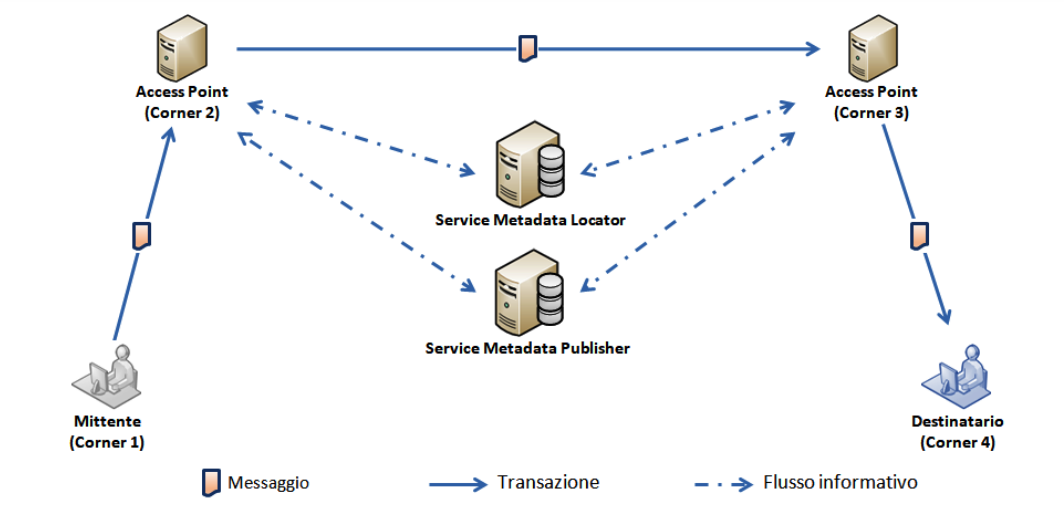 Access Point
(Corner 2)
Access Point
(Corner 3)
Service Metadata Locator
Service Metadata Publisher
Mittente
(Corner 1)
Destinatario
(Corner 4)
Messaggio
Transazione
Flusso informativo